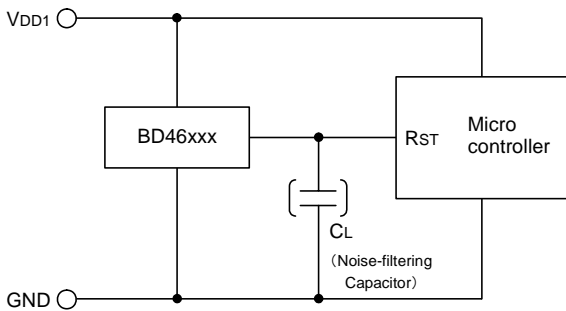 VDD1
BD46xxx
RST
Micro
controller
CL
（Noise-filtering
Capacitor）
GND